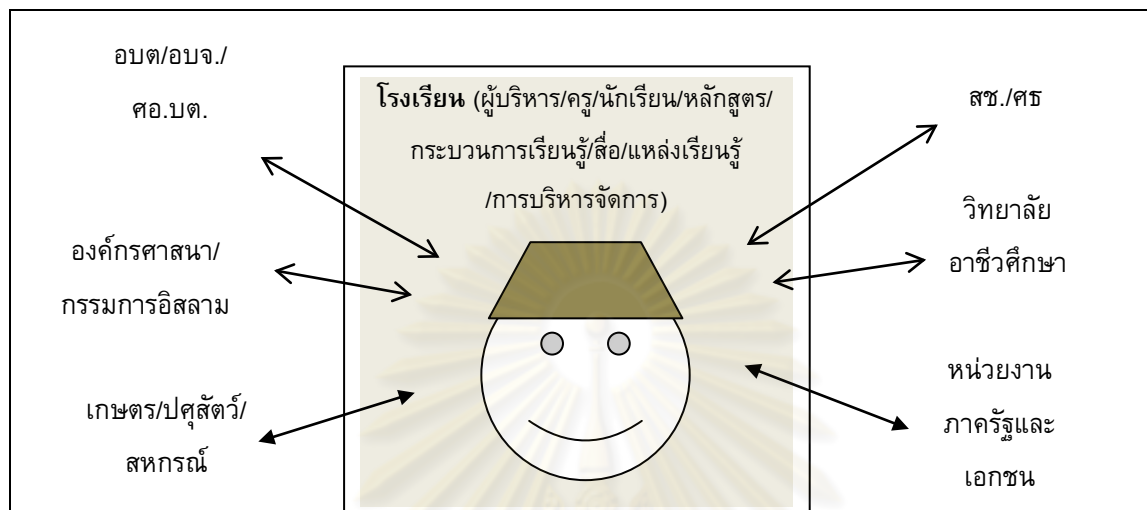 อบต/อบจ./
ศอ.บต.
โรงเรียน (ผู้บริหาร/ครู/นักเรียน/หลักสูตร/
กระบวนการเรียนรู้/สื่อ/แหล่งเรียนรู้
/การบริหารจัดการ)
สช./ศธ
องค์กรศาสนา/
กรรมการอิสลาม
วิทยาลัย
อาชีวศึกษา
เกษตร/ปศุสัตว์/
สหกรณ์
หน่วยงาน
ภาครัฐและ
เอกชน